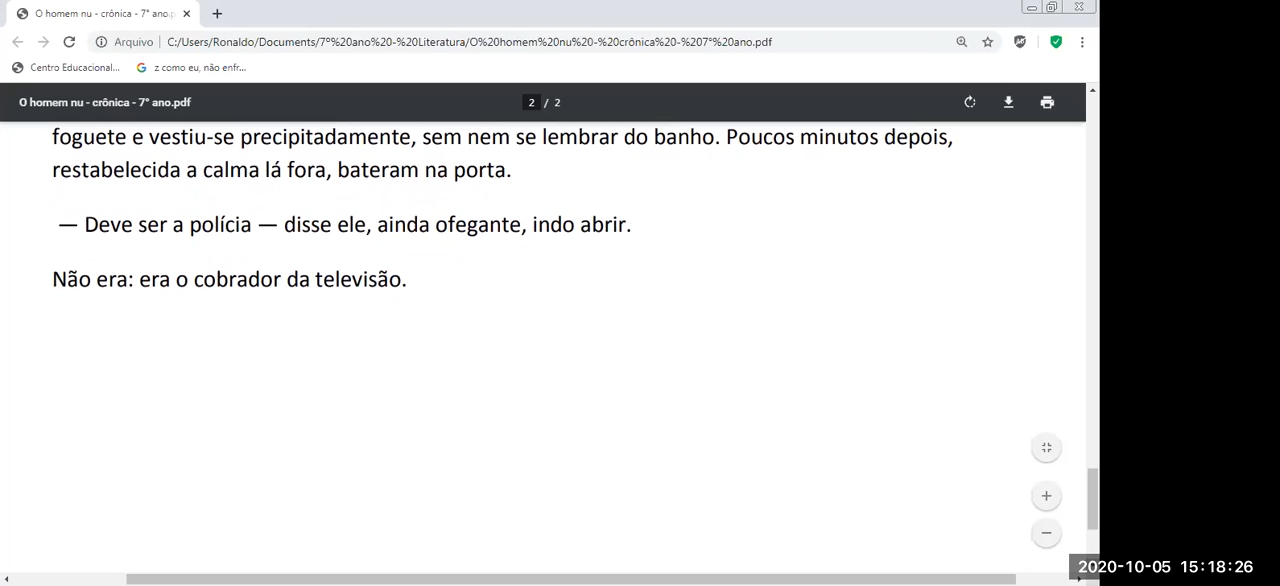 O homem nu - crônica - 7° ano.p
Arquivo | C:/Users/Ronaldo/Documents/7º%20ano%20-%20Literatura/O%20homem%20nu%20-%20crônica%20-%207°%20ano.pdf
Centro Educacional... z como eu, não enfr...
O homem nu - crônica - 7° ano.pdf 2 / 2
foguete e vestiu-se precipitadamente, sem nem se lembrar do banho. Poucos minutos depois,
restabelecida a calma lá fora, bateram na porta.
— Deve ser a polícia — disse ele, ainda ofegante, indo abrir.
Não era: era o cobrador da televisão.
2020-10-05 15:18:26